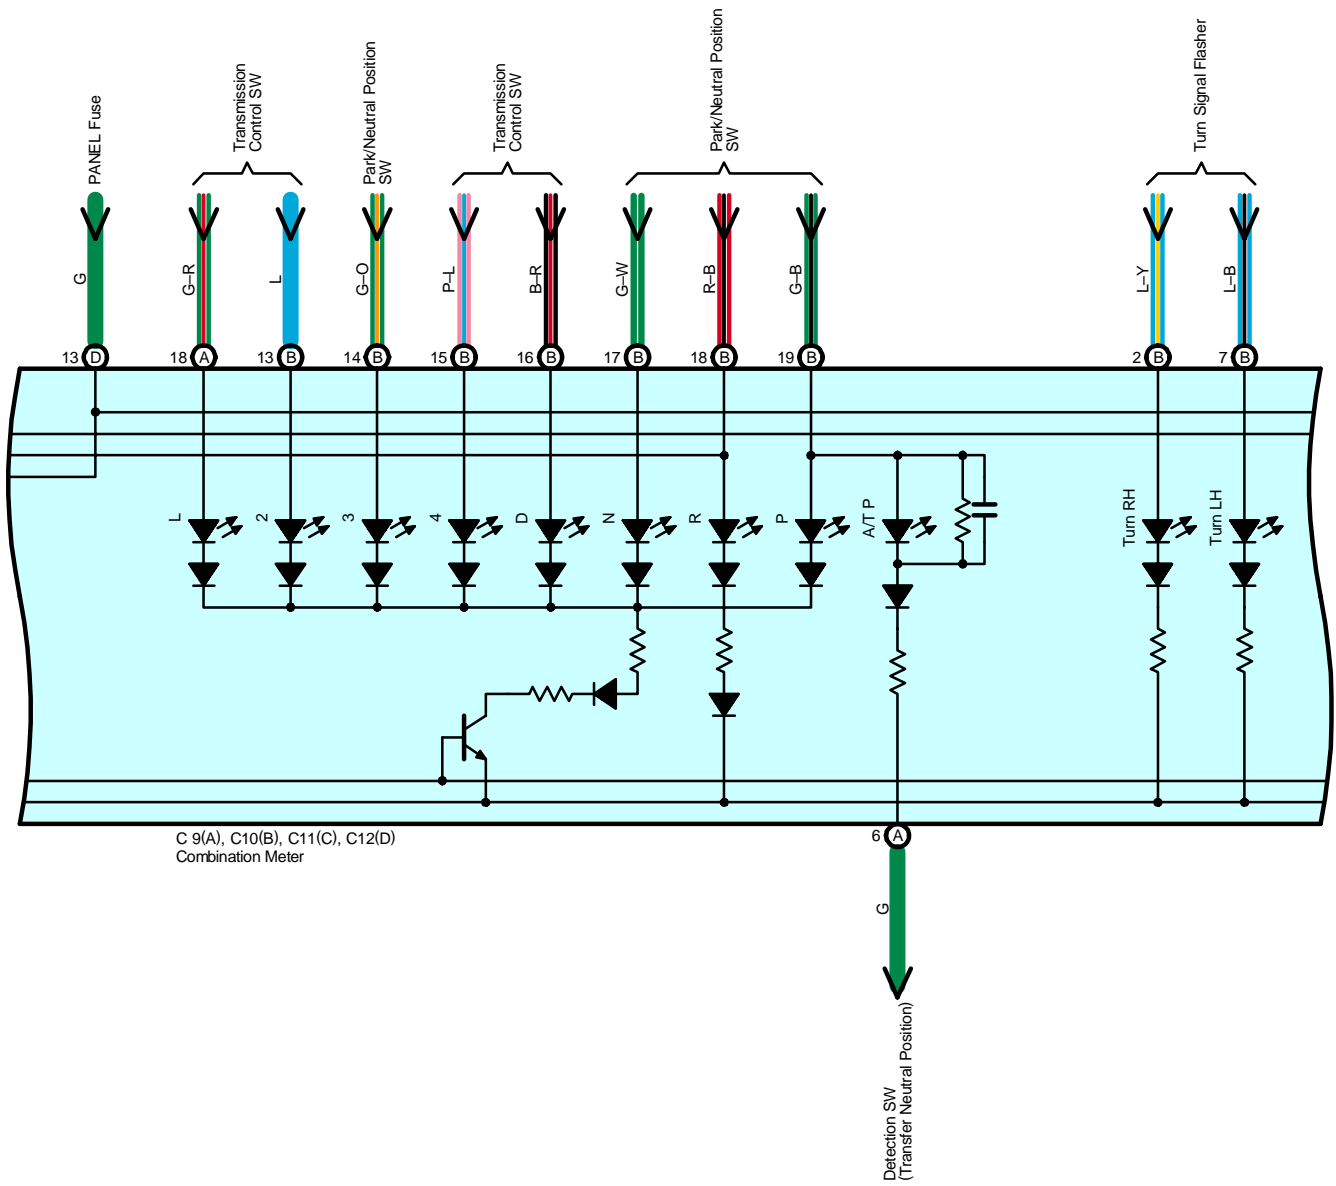 PANEL Fuse
Transmission
Control SW
Park/Neutral Position
SW
Transmission
Control SW
Park/Neutral Position
SW
Turn Signal Flasher
G
G–R
L
G–O
P–L
B–R
G–W
R–B
G–B
L–Y
L–B
13 D
18 A
13 B
14 B
15 B
16 B
17 B
18 B
19 B
2 B
7 B
L
2
3
4
D
N
R
P
A/T P
Turn RH
Turn LH
C 9(A), C10(B), C11(C), C12(D)
Combination Meter
6 A
G
Detection SW
(Transfer Neutral Position)